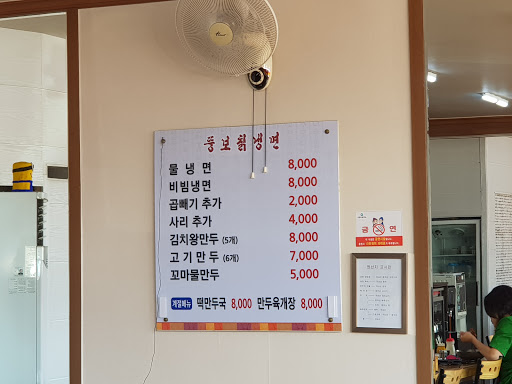 뚱보칡냉면
물냉면 8,000
비빔냉면 8,000
곱빼기 추가 2,000
사리 추가 4,000
김치왕만두 (5개) 8,000
고기만두 (6개) 7,000
꼬마물만두 5,000
계절메뉴 떡만두국 8,000 만두육개장 8,000
금연